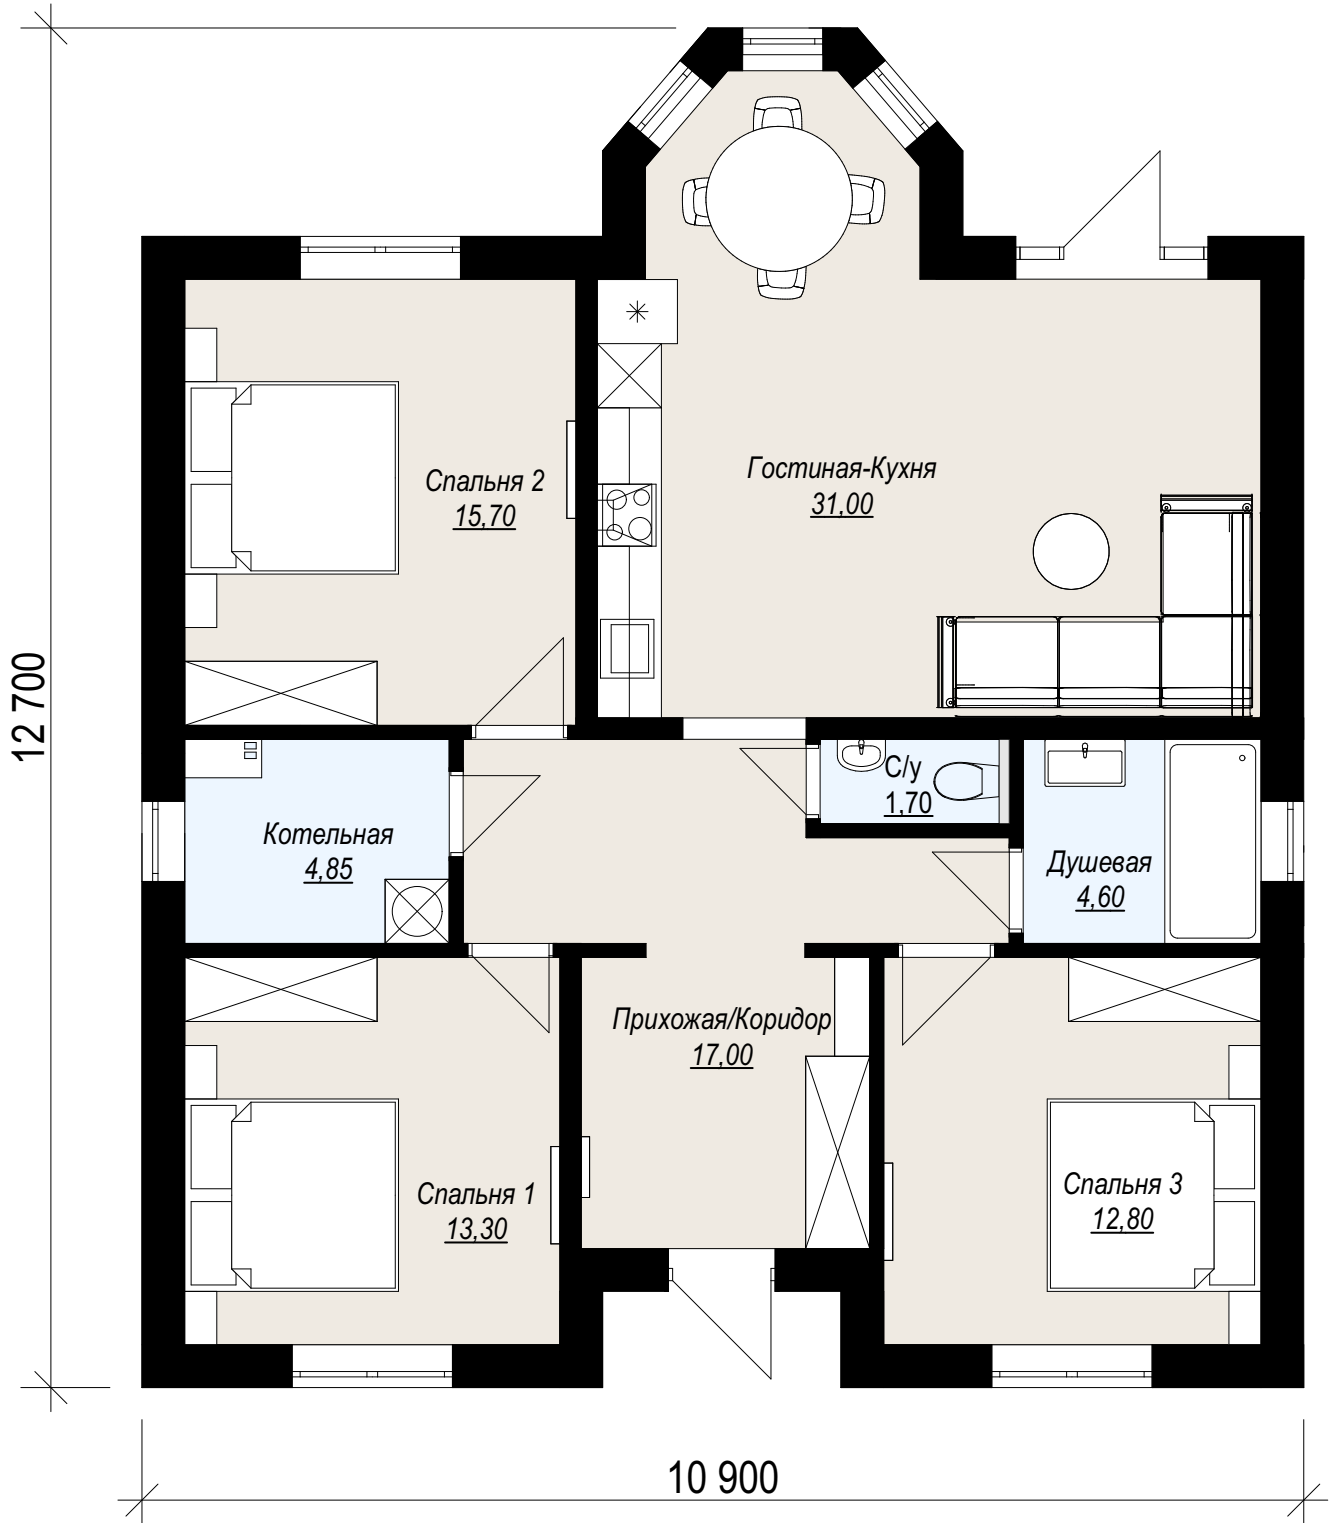 Спальня 2
15,70
Гостиная-Кухня
31,00
12 700
С/у
1,70
Котельная
4,85
Душевая
4,60
Прихожая/Коридор
17,00
Спальня 1
13,30
Спальня 3
12,80
10 900